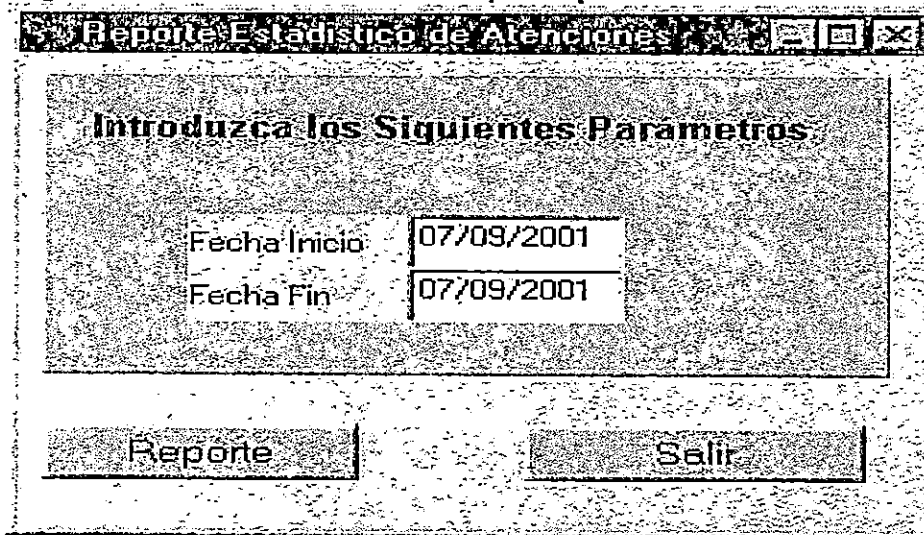 Reporte Estadistico de Atenciones
Introduzca los Siguientes Parametros
Fecha Inicio 07/09/2001
Fecha Fin 07/09/2001
Reporte Salir